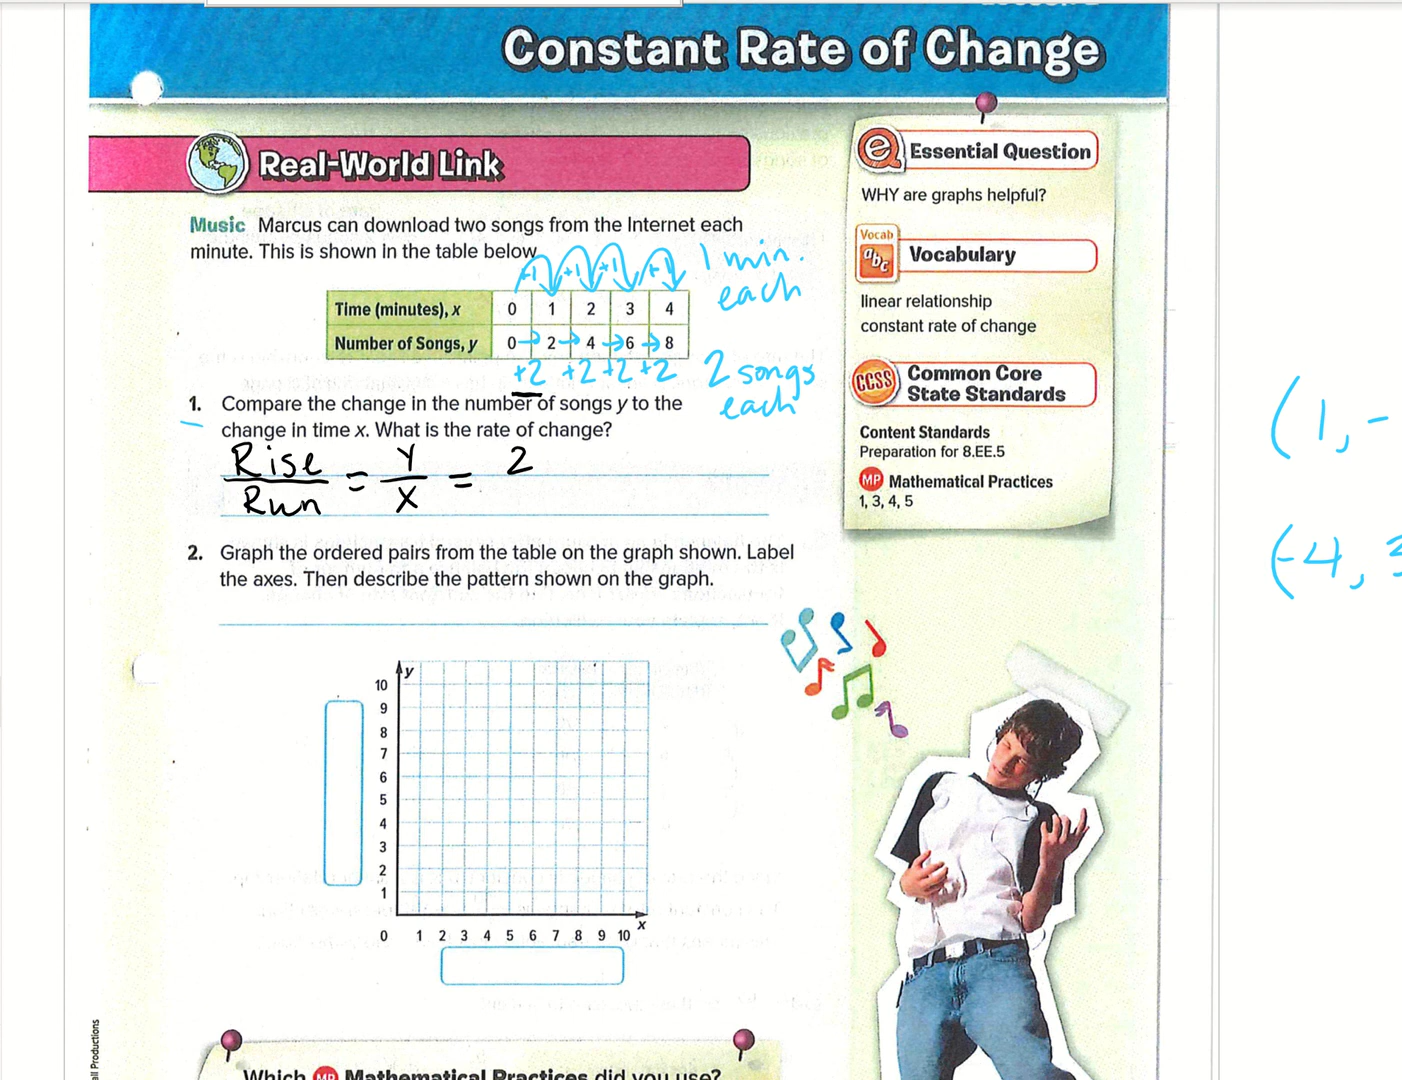 Constant Rate of Change
Real-World Link
Music Marcus can download two songs from the Internet each
minute. This is shown in the table below
+1 +1 +1 +1 1 min.
each
Time (minutes), x 0 1 2 3 4
Number of Songs, y 0 2 4 6 8
+2 +2 +2 +2 2 songs
each
1. Compare the change in the number of songs y to the
change in time x. What is the rate of change?
Rise/Run = Y/X = 2
2. Graph the ordered pairs from the table on the graph shown. Label
the axes. Then describe the pattern shown on the graph.
y
10
9
8
7
6
5
4
3
2
1
0 1 2 3 4 5 6 7 8 9 10 x
Which MP Mathematical Practices did you use?
Essential Question
WHY are graphs helpful?
Vocab
abc
Vocabulary
linear relationship
constant rate of change
CCSS
Common Core
State Standards
Content Standards
Preparation for 8.EE.5
MP Mathematical Practices
1, 3, 4, 5
(1, -
(-4, 3
Productions